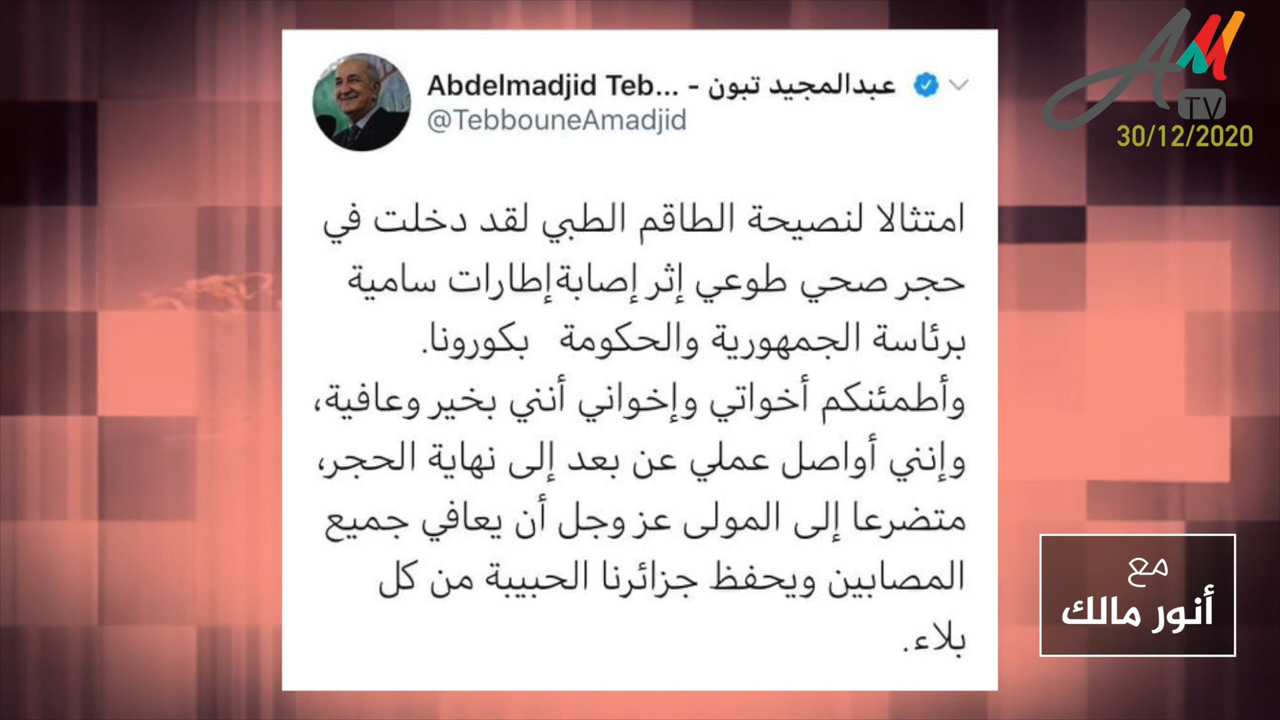 Abdelmadjid Teb... - عبدالمجيد تبون
@TebbouneAmadjid
امتثالا لنصيحة الطاقم الطبي لقد دخلت في
حجر صحي طوعي إثر إصابةإطارات سامية
برئاسة الجمهورية والحكومة بكورونا.
وأطمئنكم أخواتي وإخواني أنني بخير وعافية،
وإنني أواصل عملي عن بعد إلى نهاية الحجر،
متضرعا إلى المولى عز وجل أن يعافي جميع
المصابين ويحفظ جزائرنا الحبيبة من كل
بلاء.
AM
TV
30/12/2020
مع
أنور مالك